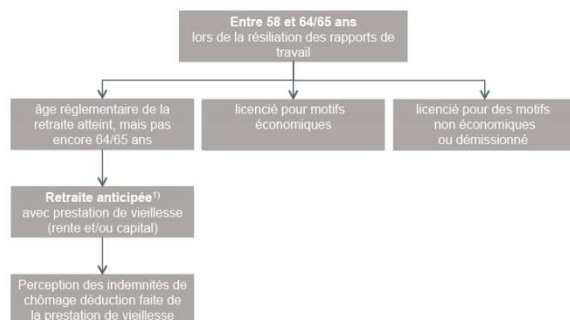 Entre 58 et 64/65 ans
lors de la résiliation des rapports de
travail
âge règlementaire de la
retraite atteint, mais pas
encore 64/65 ans
licencié pour motifs
économiques
licencié pour des motifs
non économiques
ou démissionné
Retraite anticipée1)
avec prestation de vieillesse
(rente et/ou capital)
Perception des indemnités de
chômage déduction faite de
la prestation de vieillesse